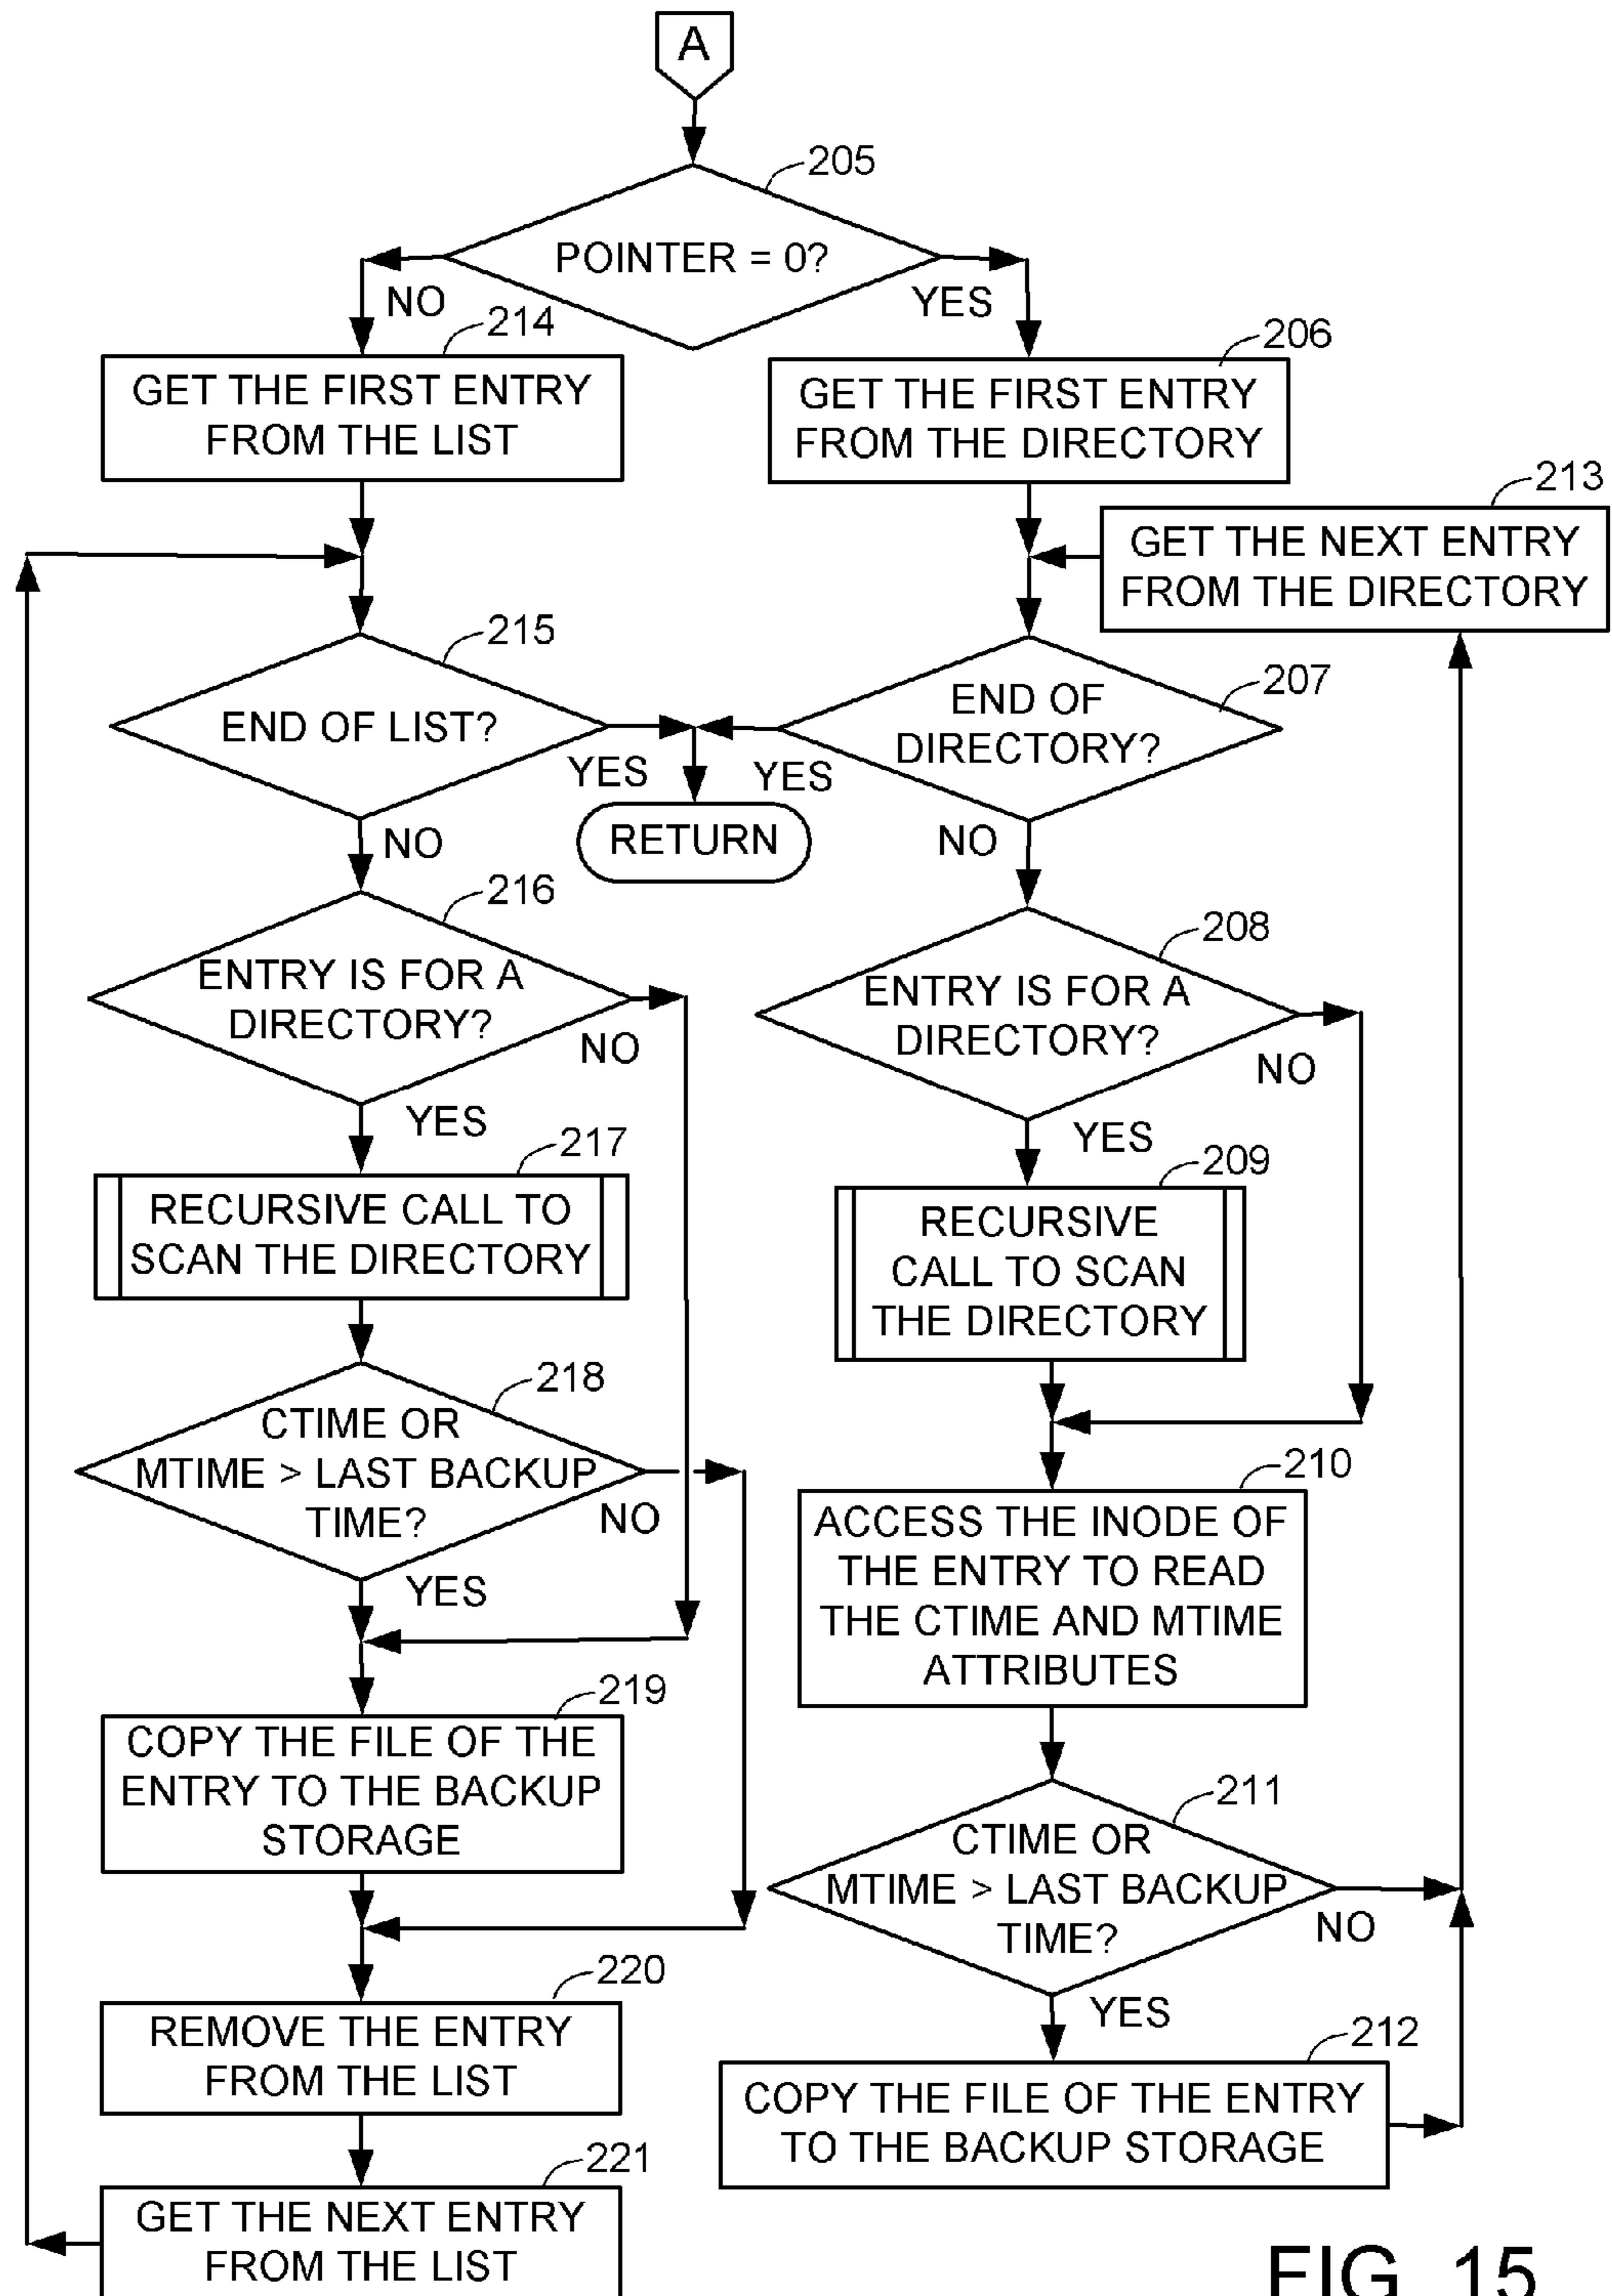 A
205
POINTER = 0?
NO
YES
214
GET THE FIRST ENTRY
FROM THE LIST
206
GET THE FIRST ENTRY
FROM THE DIRECTORY
213
GET THE NEXT ENTRY
FROM THE DIRECTORY
215
END OF LIST?
YES
NO
207
END OF
DIRECTORY?
YES
NO
RETURN
216
ENTRY IS FOR A
DIRECTORY?
NO
YES
208
ENTRY IS FOR A
DIRECTORY?
NO
YES
217
RECURSIVE CALL TO
SCAN THE DIRECTORY
209
RECURSIVE
CALL TO SCAN
THE DIRECTORY
218
CTIME OR
MTIME > LAST BACKUP
TIME?
NO
YES
210
ACCESS THE INODE OF
THE ENTRY TO READ
THE CTIME AND MTIME
ATTRIBUTES
219
COPY THE FILE OF THE
ENTRY TO THE BACKUP
STORAGE
211
CTIME OR
MTIME > LAST BACKUP
TIME?
NO
YES
220
REMOVE THE ENTRY
FROM THE LIST
212
COPY THE FILE OF THE ENTRY
TO THE BACKUP STORAGE
221
GET THE NEXT ENTRY
FROM THE LIST
FIG. 15